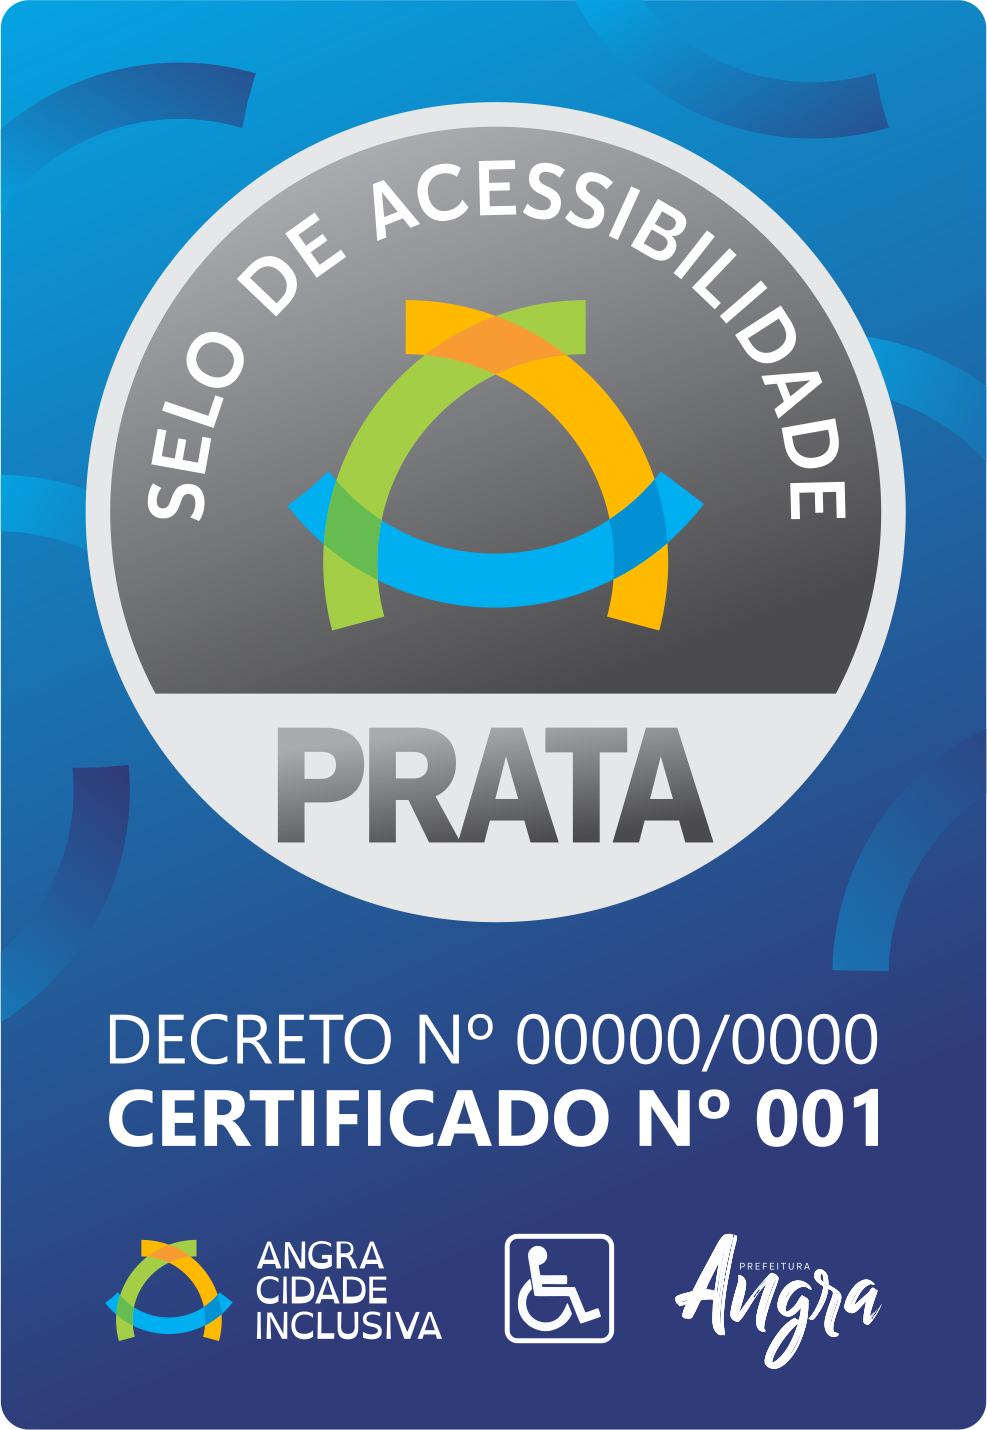 SELO DE ACESSIBILIDADE
PRATA
DECRETO Nº 00000/0000
CERTIFICADO Nº 001
ANGRA
CIDADE
INCLUSIVA
PREFEITURA
Angra